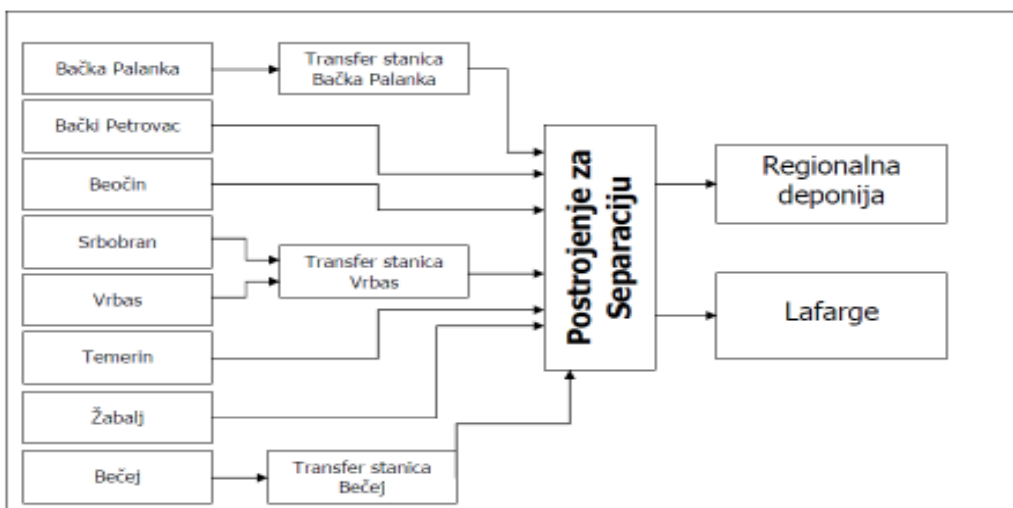 Bačka Palanka
Transfer stanica
Bačka Palanka
Bački Petrovac
Beočin
Srbobran
Vrbas
Transfer stanica
Vrbas
Temerin
Žabalj
Bečej
Transfer stanica
Bečej
Postrojenje za
Separaciju
Regionalna
deponija
Lafarge